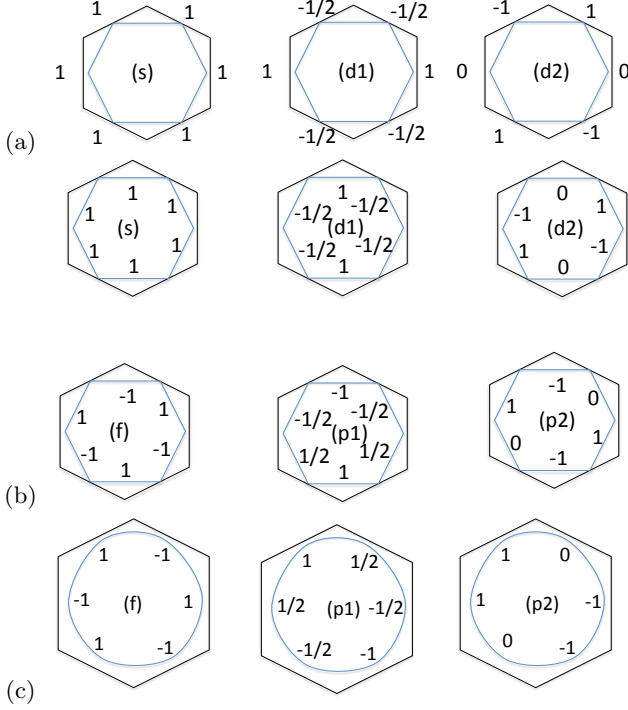 1 1 -1/2 -1/2 -1 1
1 (s) 1 1 (d1) 1 0 (d2) 0
1 1 -1/2 -1/2 1 -1
(a)
1 1 0
1 1 -1/2 -1/2 -1 1
(s) (d1) (d2)
1 1 -1/2 -1/2 1 -1
1 1 0
-1 -1 -1 0
1 1 -1/2 -1/2 1
(f) (p1) (p2)
-1 -1 1/2 1/2 0 1
1 1 -1
(b)
1 -1 1 1/2 1 0
-1 (f) 1 1/2 (p1) -1/2 1 (p2) -1
1 -1 -1/2 -1 0 -1
(c)